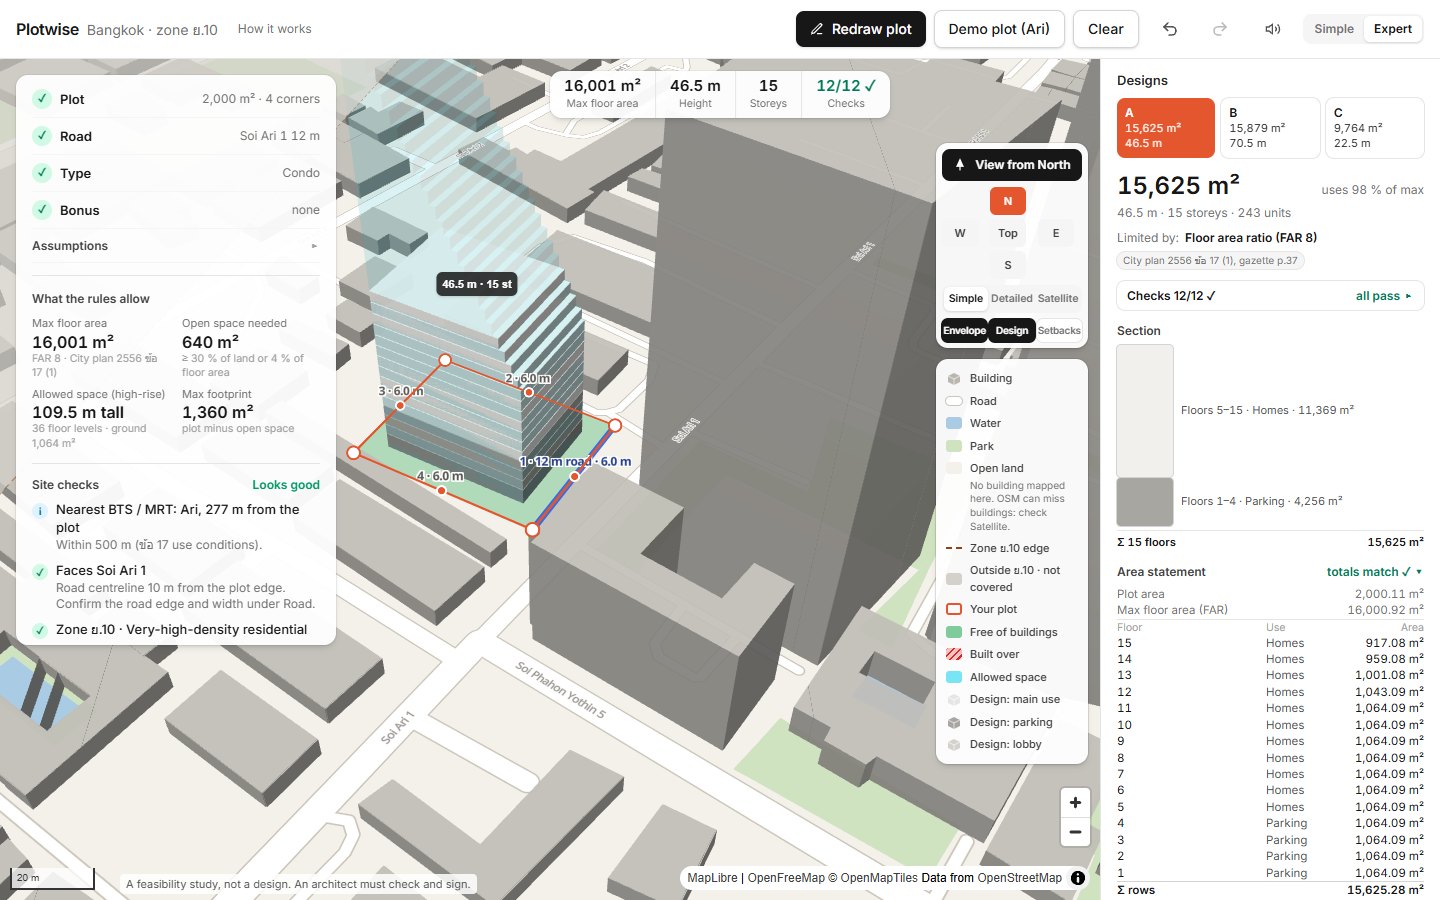 Plotwise Bangkok · zone ย.10 How it works
Redraw plot
Demo plot (Ari)
Clear
Simple Expert
Plot 2,000 m² · 4 corners
Road Soi Ari 1 12 m
Type Condo
Bonus none
Assumptions
What the rules allow
Max floor area
16,001 m²
FAR 8 · City plan 2556 ข้อ
17 (1)
Open space needed
640 m²
≥ 30 % of land or 4 % of
floor area
Allowed space (high-rise)
109.5 m tall
36 floor levels · ground
1,064 m²
Max footprint
1,360 m²
plot minus open space
Site checks Looks good
Nearest BTS / MRT: Ari, 277 m from the
plot
Within 500 m (ข้อ 17 use conditions).
Faces Soi Ari 1
Road centreline 10 m from the plot edge.
Confirm the road edge and width under Road.
Zone ย.10 · Very-high-density residential
16,001 m²
Max floor area
46.5 m
Height
15
Storeys
12/12 ✓
Checks
46.5 m · 15 st
2 · 6.0 m
3 · 6.0 m
1 · 12 m road · 6.0 m
4 · 6.0 m
Soi Ari 1
Soi Ari 1
Soi Phahon Yothin 5
Soi Ari 1
View from North
N
W Top E
S
Simple Detailed Satellite
Envelope Design Setbacks
Building
Road
Water
Park
Open land
No building mapped
here. OSM can miss
buildings: check
Satellite.
Zone ย.10 edge
Outside ย.10 · not
covered
Your plot
Free of buildings
Built over
Allowed space
Design: main use
Design: parking
Design: lobby
+
−
20 m
A feasibility study, not a design. An architect must check and sign.
MapLibre | OpenFreeMap © OpenMapTiles Data from OpenStreetMap
Designs
A
15,625 m²
46.5 m
B
15,879 m²
70.5 m
C
9,764 m²
22.5 m
15,625 m² uses 98 % of max
46.5 m · 15 storeys · 243 units
Limited by: Floor area ratio (FAR 8)
City plan 2556 ข้อ 17 (1), gazette p.37
Checks 12/12 ✓ all pass ▸
Section
Floors 5–15 · Homes · 11,369 m²
Floors 1–4 · Parking · 4,256 m²
Σ 15 floors 15,625 m²
Area statement totals match ✓ ▾
Plot area 2,000.11 m²
Max floor area (FAR) 16,000.92 m²
Floor Use Area
15 Homes 917.08 m²
14 Homes 959.08 m²
13 Homes 1,001.08 m²
12 Homes 1,043.09 m²
11 Homes 1,064.09 m²
10 Homes 1,064.09 m²
9 Homes 1,064.09 m²
8 Homes 1,064.09 m²
7 Homes 1,064.09 m²
6 Homes 1,064.09 m²
5 Homes 1,064.09 m²
4 Parking 1,064.09 m²
3 Parking 1,064.09 m²
2 Parking 1,064.09 m²
1 Parking 1,064.09 m²
Σ rows 15,625.28 m²